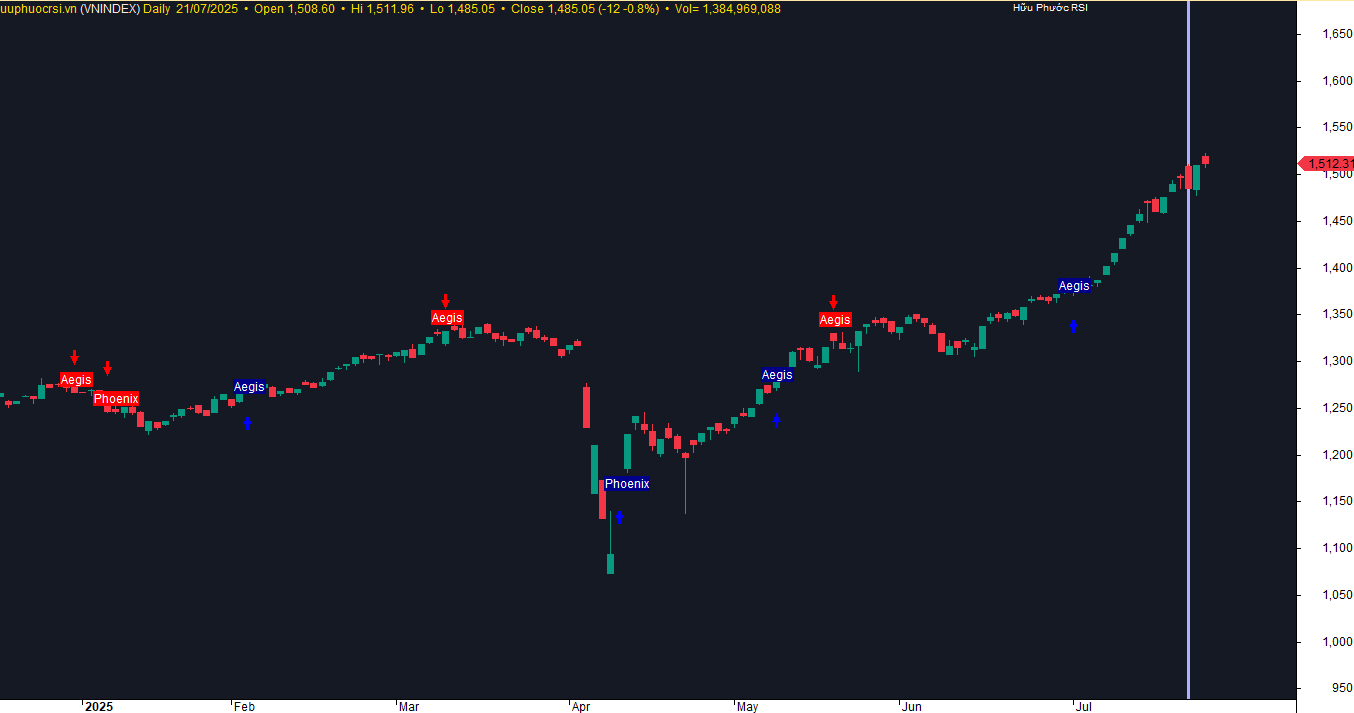 uuphuocrsi.vn (VNINDEX) Daily 21/07/2025 • Open 1,508.60 • Hi 1,511.96 • Lo 1,485.05 • Close 1,485.05 (-12 -0.8%) • Vol= 1,384,969,088
Hữu Phước RSI
1,650
1,600
1,550
1,512.31
1,500
1,450
1,400
Aegis
1,350
Aegis
Aegis
1,300
Aegis
Aegis
Aegis
Phoenix
1,250
1,200
Phoenix
1,150
1,100
1,050
1,000
950
2025 Feb Mar Apr May Jun Jul